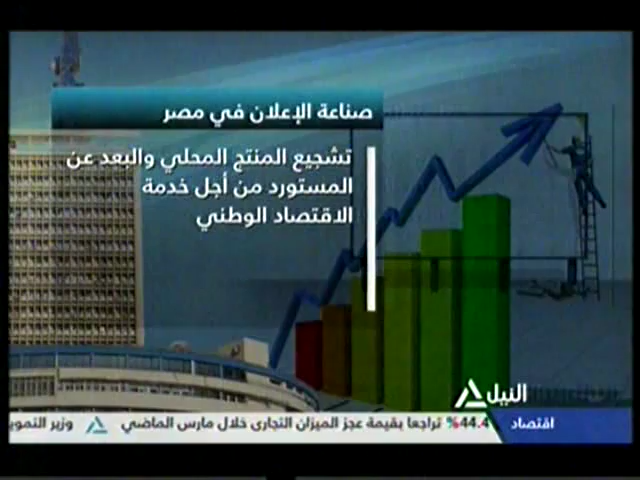 صناعة الإعلان في مصر
تشجيع المنتج المحلي والبعد عن
المستورد من أجل خدمة
الاقتصاد الوطني
النيل
اقتصاد
44.4% تراجعا بقيمة عجز الميزان التجارى خلال مارس الماضي
وزير التموي